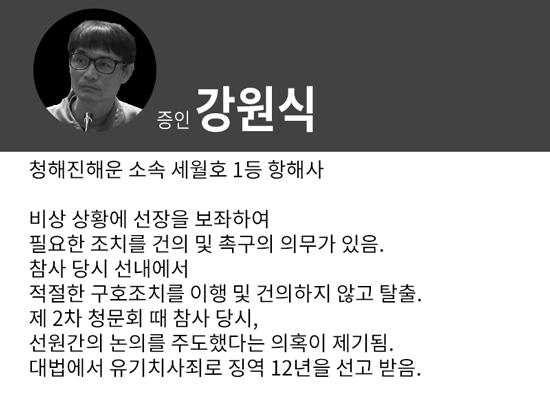 증인 강원식
청해진해운 소속 세월호 1등 항해사
비상 상황에 선장을 보좌하여
필요한 조치를 건의 및 촉구의 의무가 있음.
참사 당시 선내에서
적절한 구호조치를 이행 및 건의하지 않고 탈출.
제 2차 청문회 때 참사 당시,
선원간의 논의를 주도했다는 의혹이 제기됨.
대법에서 유기치사죄로 징역 12년을 선고 받음.